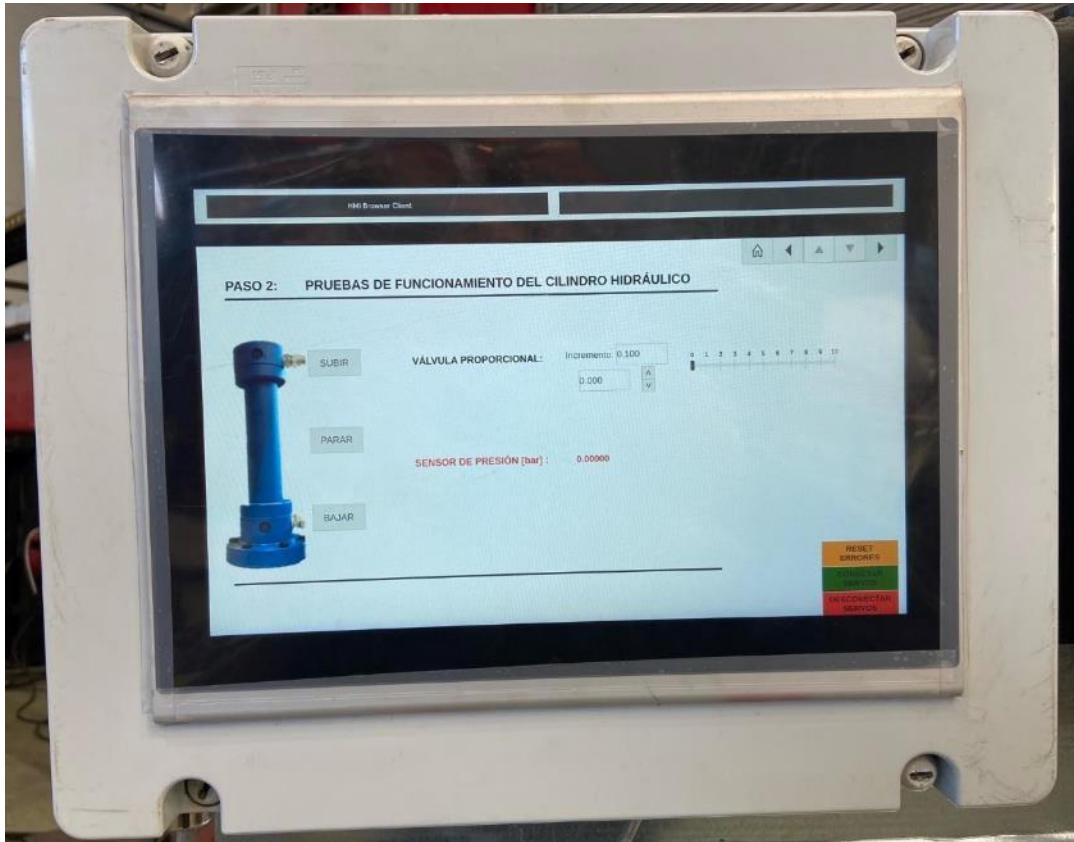 HMI Browser Client
PASO 2: PRUEBAS DE FUNCIONAMIENTO DEL CILINDRO HIDRÁULICO
SUBIR
VÁLVULA PROPORCIONAL: Incremento: 0.100
0 1 2 3 4 5 6 7 8 9 10
0.000
PARAR
SENSOR DE PRESIÓN [bar] : 0.00000
BAJAR
RESET
ERRORES
CONECTAR
SERVOS
DESCONECTAR
SERVOS